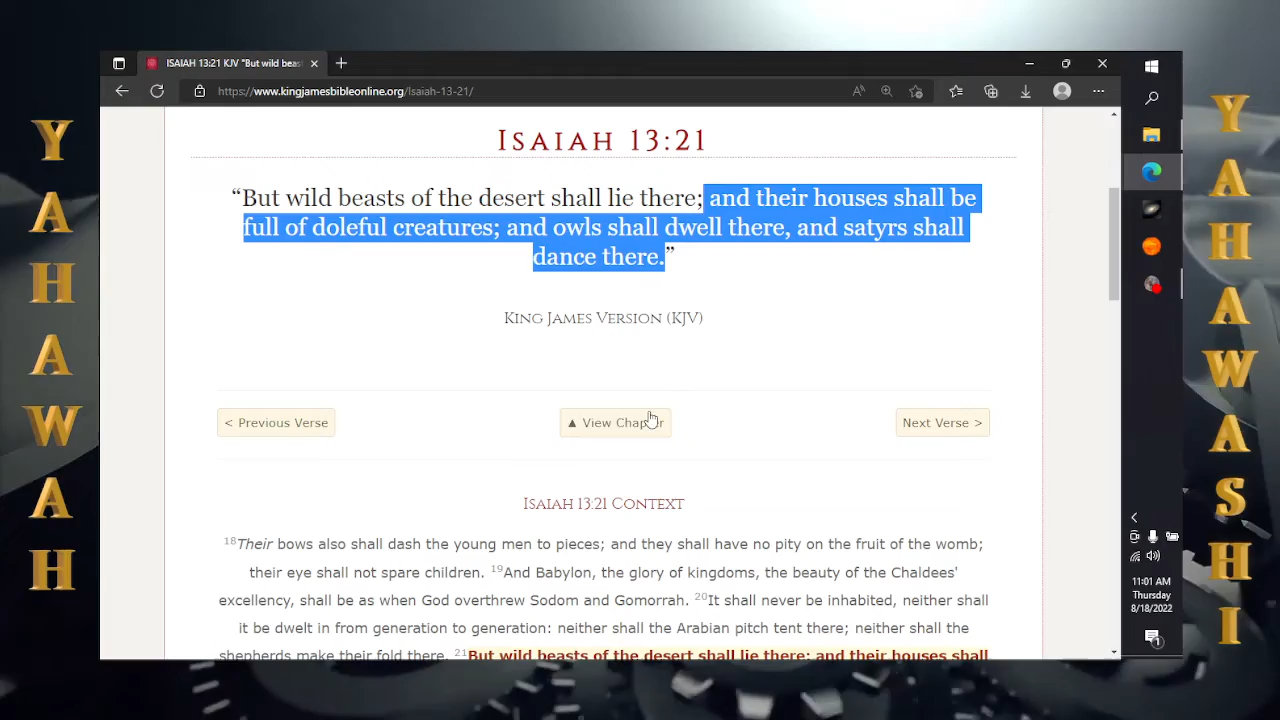 YAHAWAH
ISAIAH 13:21 KJV "But wild beas
https://www.kingjamesbibleonline.org/Isaiah-13-21/
ISAIAH 13:21
“But wild beasts of the desert shall lie there; and their houses shall be
full of doleful creatures; and owls shall dwell there, and satyrs shall
dance there.”
KING JAMES VERSION (KJV)
< Previous Verse
▲ View Chapter
Next Verse >
ISAIAH 13:21 CONTEXT
18Their bows also shall dash the young men to pieces; and they shall have no pity on the fruit of the womb;
their eye shall not spare children. 19And Babylon, the glory of kingdoms, the beauty of the Chaldees'
excellency, shall be as when God overthrew Sodom and Gomorrah. 20It shall never be inhabited, neither shall
it be dwelt in from generation to generation: neither shall the Arabian pitch tent there; neither shall the
shepherds make their fold there. 21But wild beasts of the desert shall lie there; and their houses shall
11:01 AM
Thursday
8/18/2022
1
YAHAWASHI